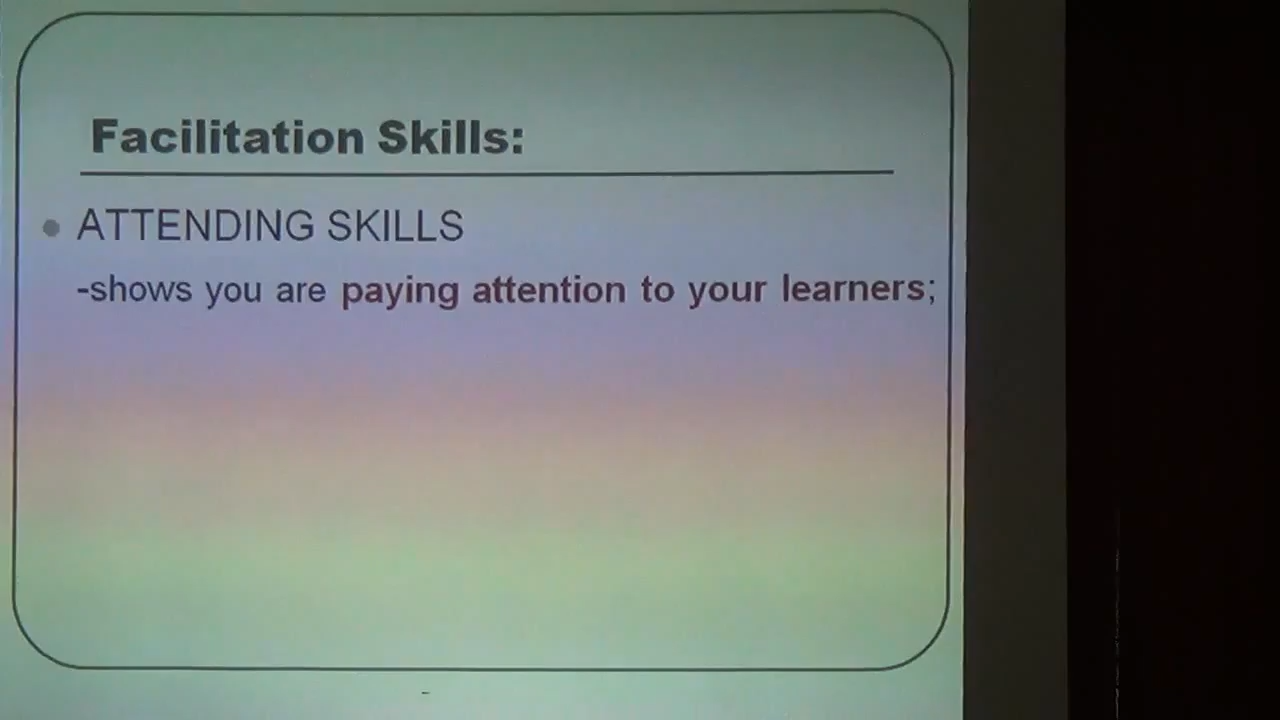 Facilitation Skills:
ATTENDING SKILLS
-shows you are paying attention to your learners;